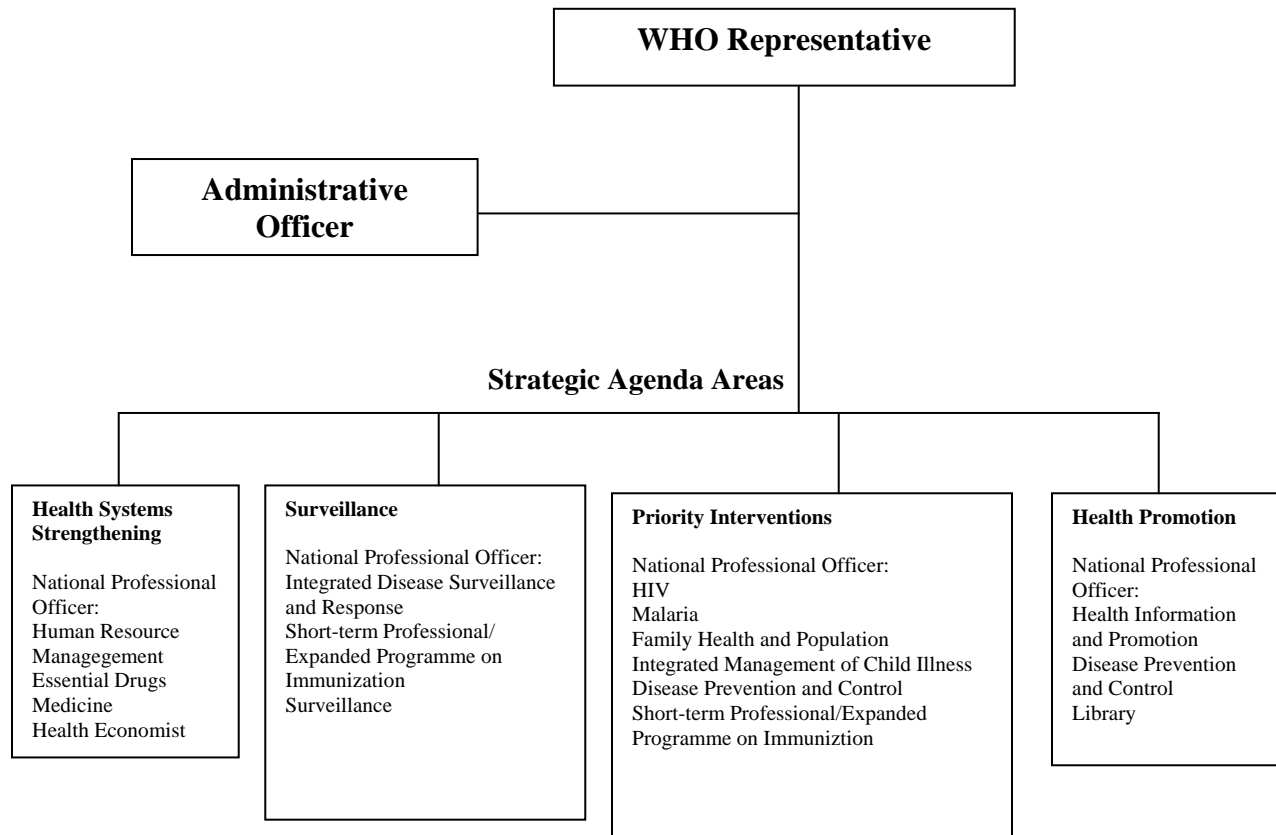 WHO Representative
Administrative
Officer
Strategic Agenda Areas
Health Systems
Strengthening
National Professional
Officer:
Human Resource
Managegement
Essential Drugs
Medicine
Health Economist
Surveillance
National Professional Officer:
Integrated Disease Surveillance
and Response
Short-term Professional/
Expanded Programme on
Immunization
Surveillance
Priority Interventions
National Professional Officer:
HIV
Malaria
Family Health and Population
Integrated Management of Child Illness
Disease Prevention and Control
Short-term Professional/Expanded
Programme on Immuniztion
Health Promotion
National Professional
Officer:
Health Information
and Promotion
Disease Prevention
and Control
Library